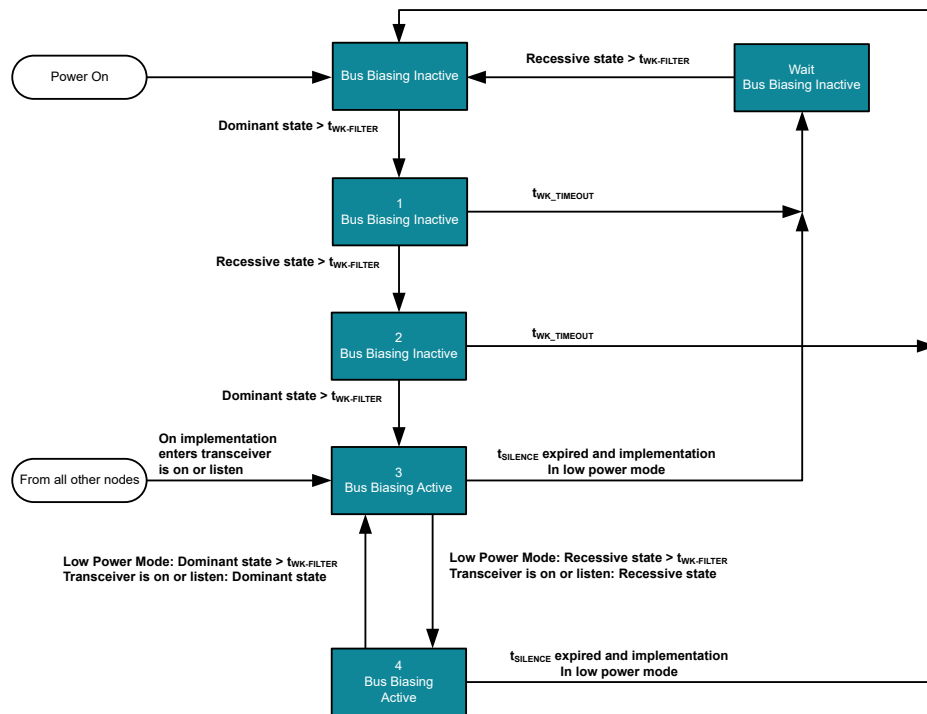 Power On
Bus Biasing Inactive
Recessive state > tWK-FILTER
Wait
Bus Biasing Inactive
Dominant state > tWK-FILTER
1
Bus Biasing Inactive
tWK_TIMEOUT
Recessive state > tWK-FILTER
2
Bus Biasing Inactive
tWK_TIMEOUT
Dominant state > tWK-FILTER
On implementation
enters transceiver
is on or listen
From all other nodes
3
Bus Biasing Active
tSILENCE expired and implementation
In low power mode
Low Power Mode: Dominant state > tWK-FILTER
Transceiver is on or listen: Dominant state
Low Power Mode: Recessive state > tWK-FILTER
Transceiver is on or listen: Recessive state
4
Bus Biasing
Active
tSILENCE expired and implementation
In low power mode